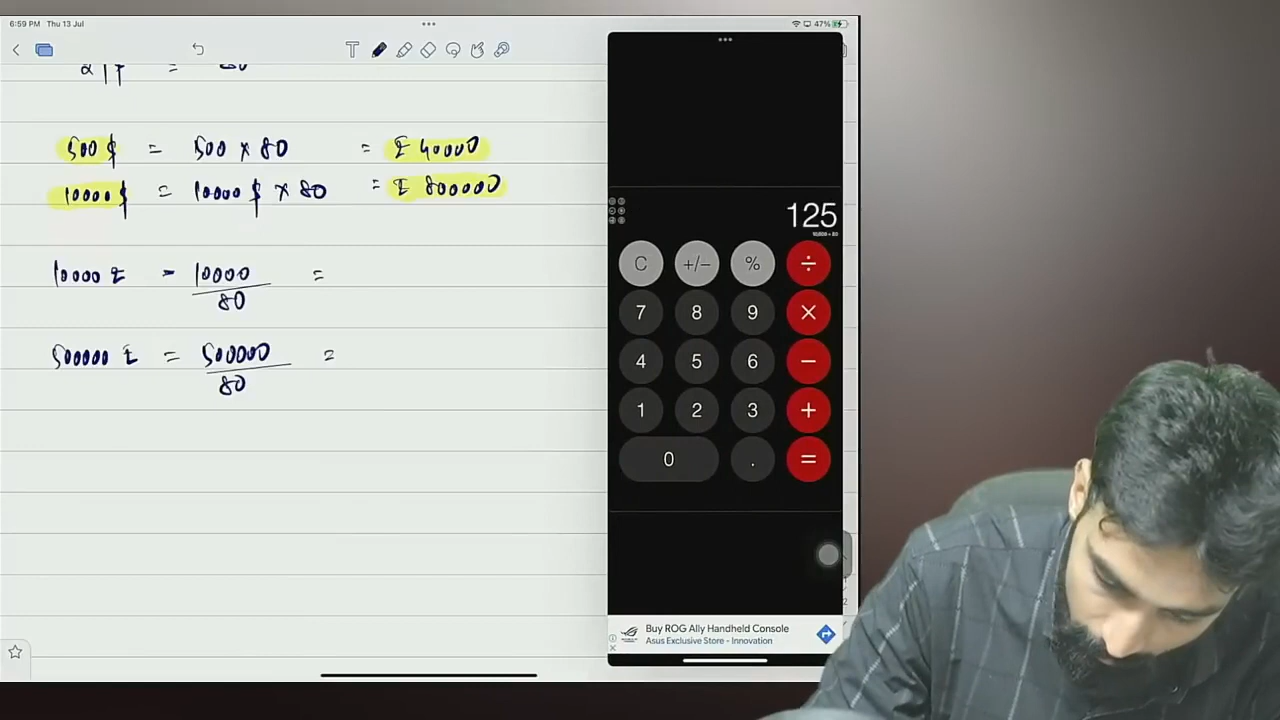 6:59 PM Thu 13 Jul
47%
T
= 80
500 $ = 500 × 80 = ₹ 40000
10000 $ = 10000 $ × 80 = ₹ 800000
10000 ₹ - 10000 / 80 =
500000 ₹ = 500000 / 80 =
125
C +/− % ÷
7 8 9 ×
4 5 6 −
1 2 3 +
0 . =
Buy ROG Ally Handheld Console
Asus Exclusive Store - Innovation